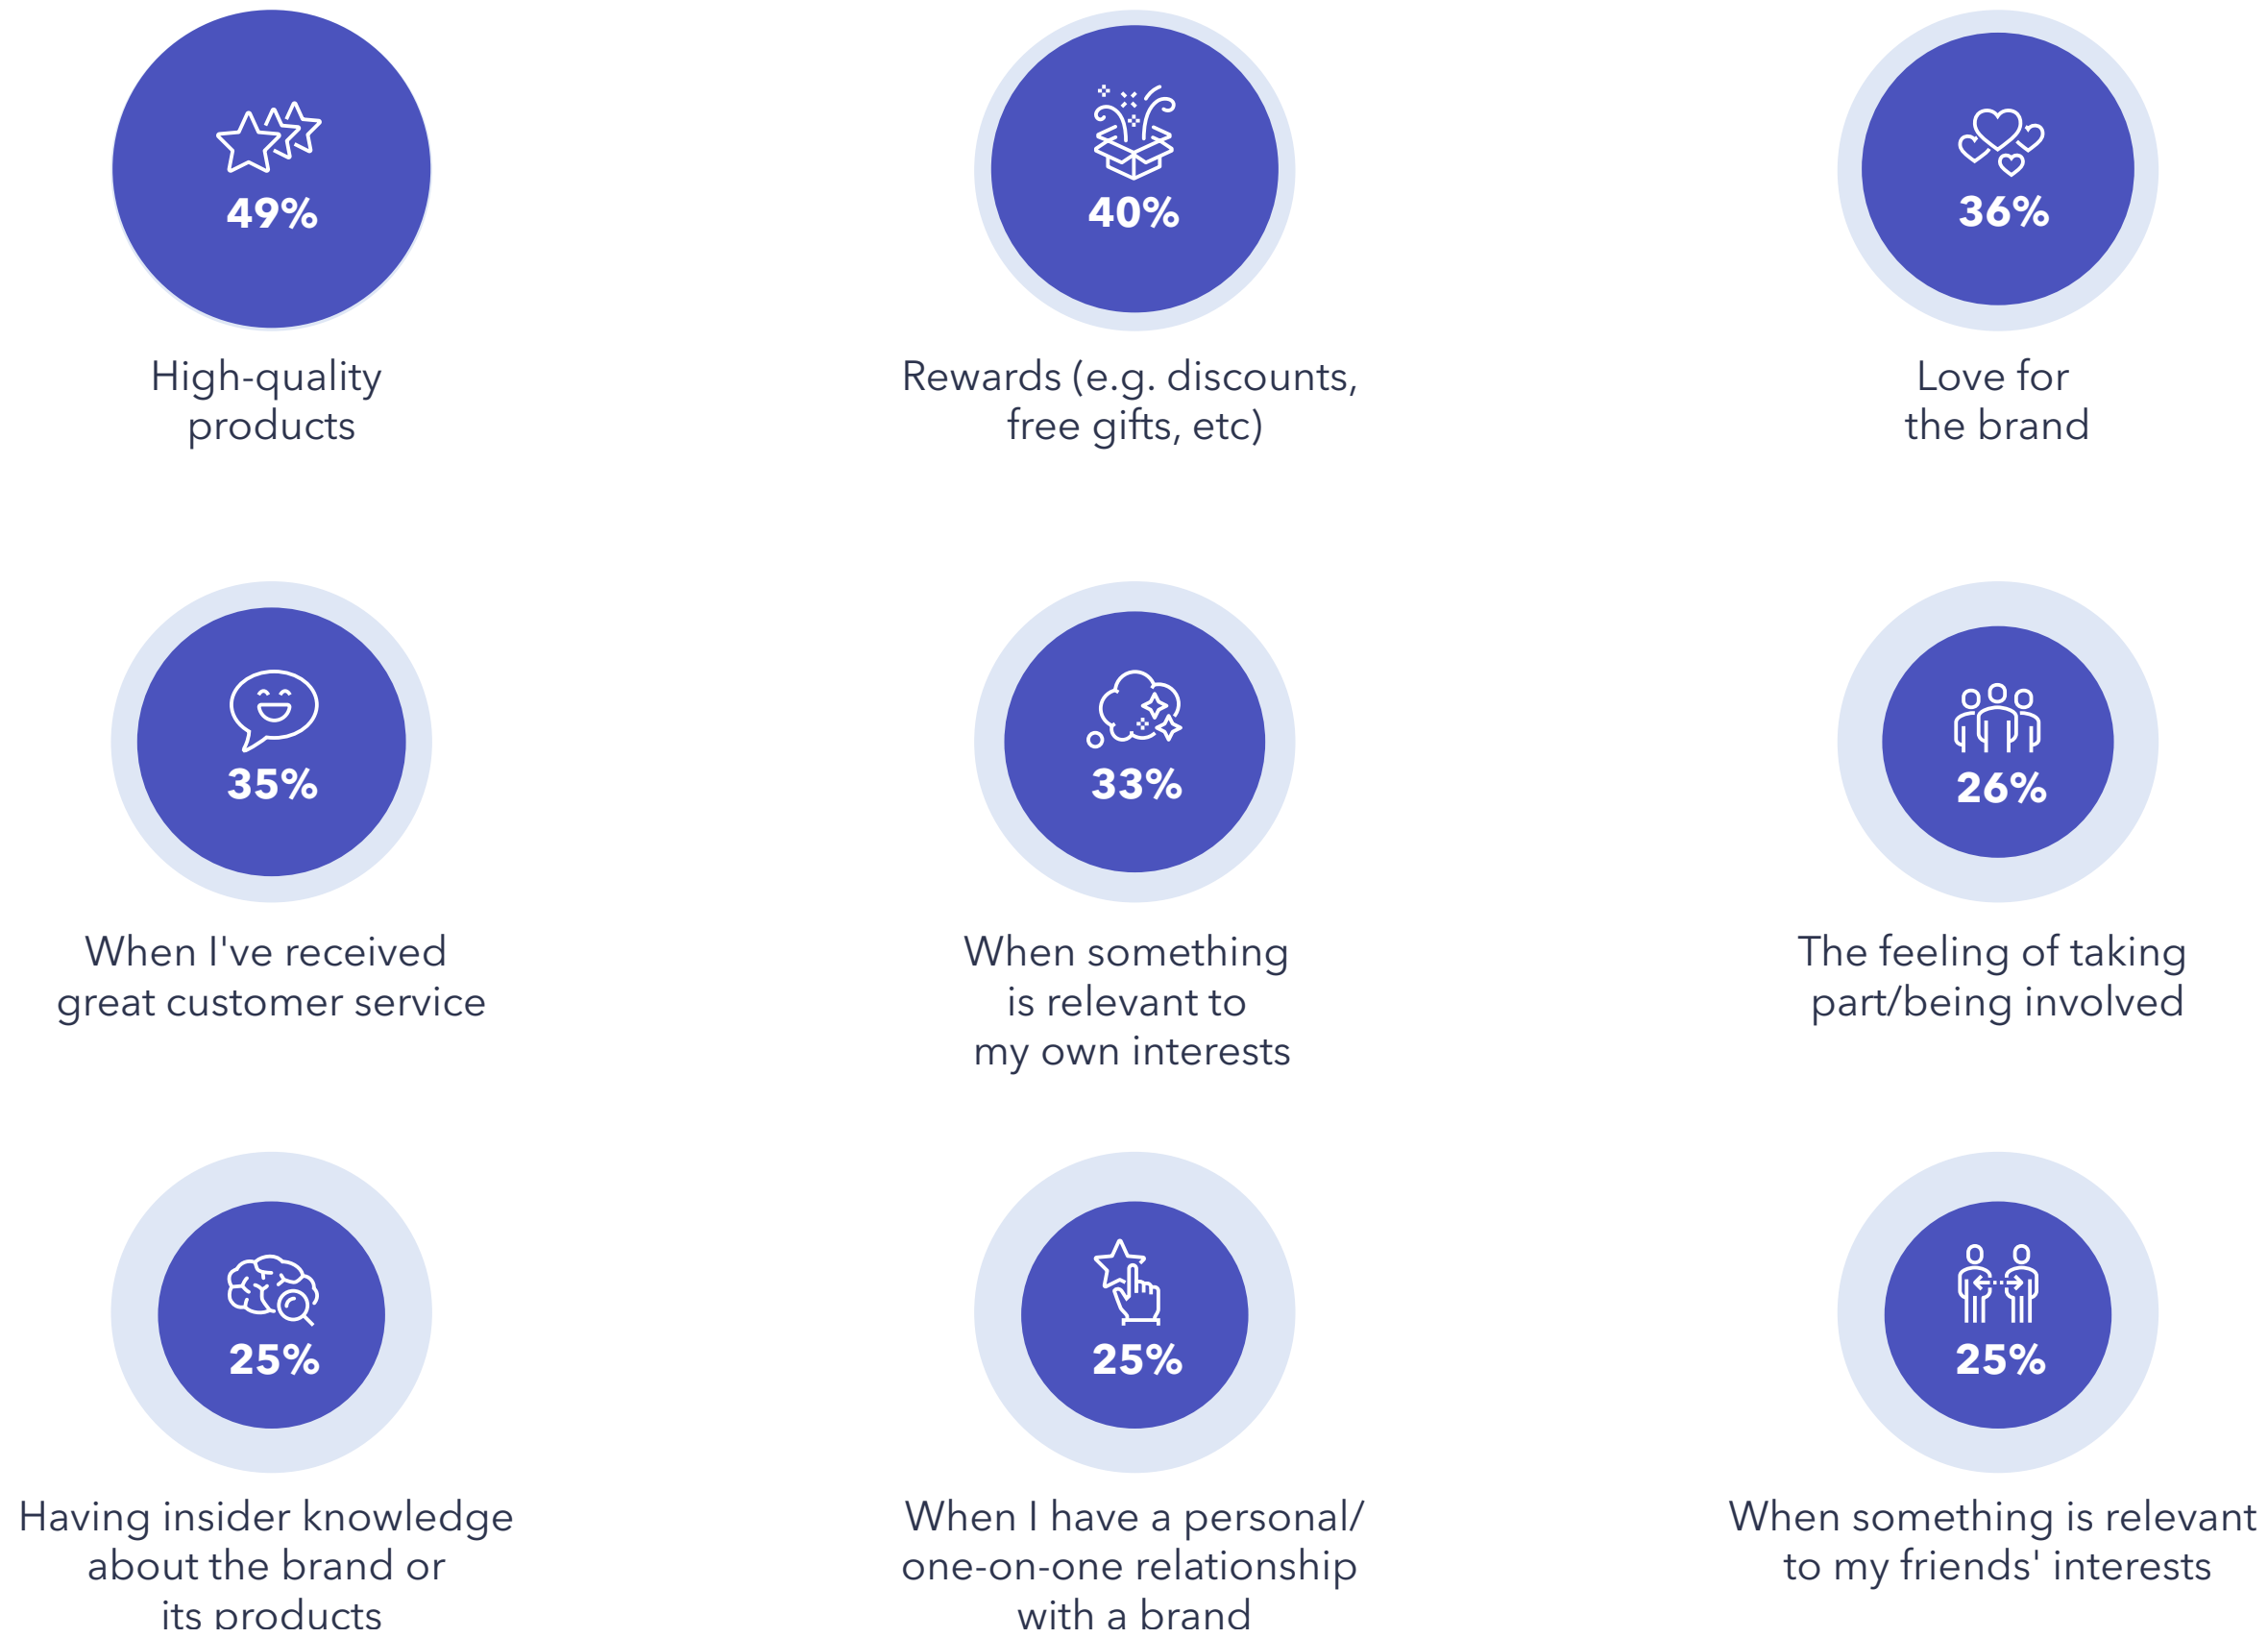 49%
High-quality
products
40%
Rewards (e.g. discounts,
free gifts, etc)
36%
Love for
the brand
35%
When I've received
great customer service
33%
When something
is relevant to
my own interests
26%
The feeling of taking
part/being involved
25%
Having insider knowledge
about the brand or
its products
25%
When I have a personal/
one-on-one relationship
with a brand
25%
When something is relevant
to my friends' interests